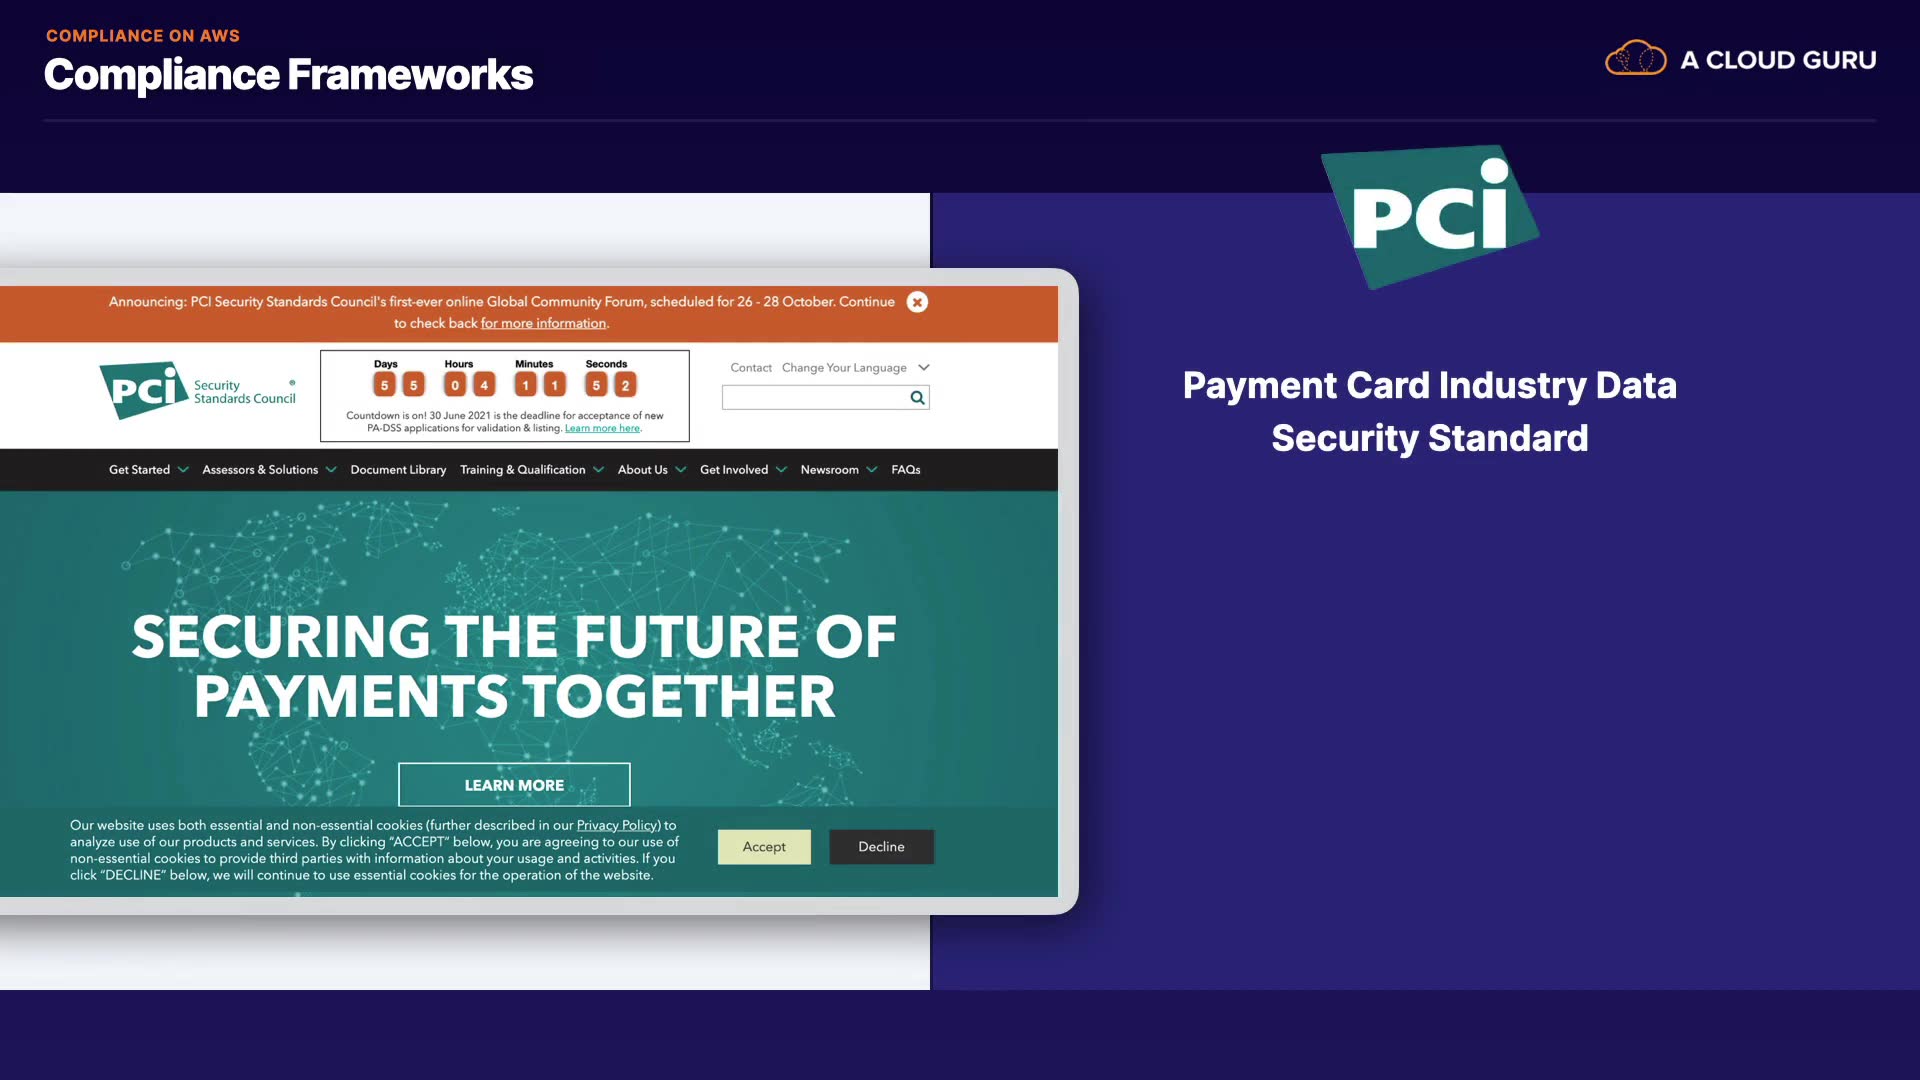 COMPLIANCE ON AWS
Compliance Frameworks
A CLOUD GURU
PCi
Payment Card Industry Data
Security Standard
Announcing: PCI Security Standards Council's first-ever online Global Community Forum, scheduled for 26 - 28 October. Continue
to check back for more information.
PCi Security
Standards Council ®
Days Hours Minutes Seconds
5 5 0 4 1 1 5 2
Countdown is on! 30 June 2021 is the deadline for acceptance of new
PA-DSS applications for validation & listing. Learn more here.
Contact Change Your Language
Get Started Assessors & Solutions Document Library Training & Qualification About Us Get Involved Newsroom FAQs
SECURING THE FUTURE OF
PAYMENTS TOGETHER
LEARN MORE
Our website uses both essential and non-essential cookies (further described in our Privacy Policy) to
analyze use of our products and services. By clicking “ACCEPT” below, you are agreeing to our use of
non-essential cookies to provide third parties with information about your usage and activities. If you
click “DECLINE” below, we will continue to use essential cookies for the operation of the website.
Accept
Decline